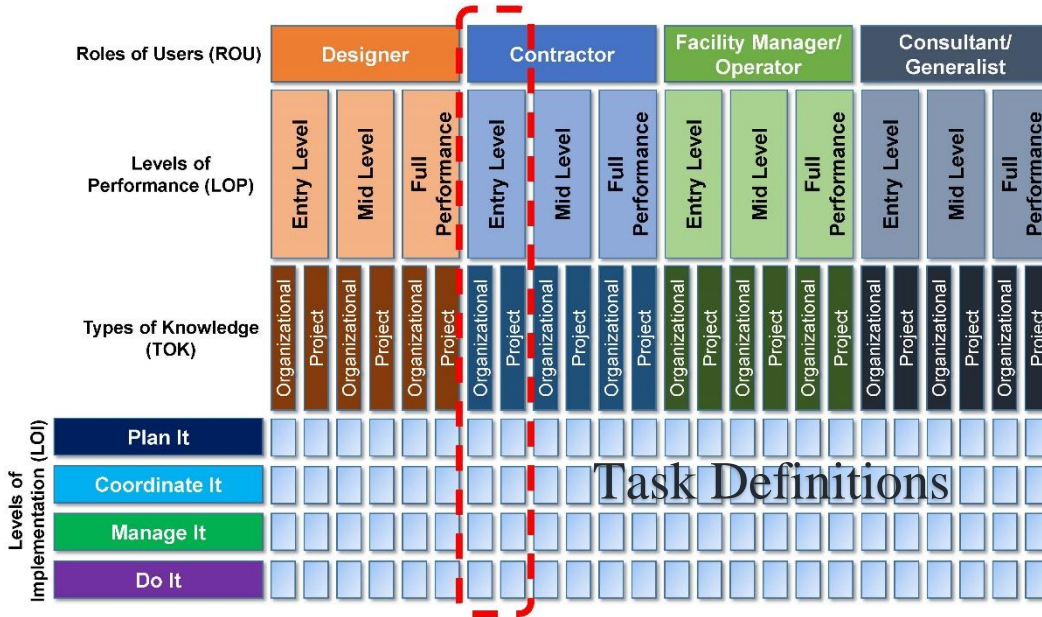 Roles of Users (ROU)
Designer
Contractor
Facility Manager/
Operator
Consultant/
Generalist
Levels of
Performance (LOP)
Entry Level
Mid Level
Full
Performance
Entry Level
Mid Level
Full
Performance
Entry Level
Mid Level
Full
Performance
Entry Level
Mid Level
Full
Performance
Types of Knowledge
(TOK)
Organizational
Project
Organizational
Project
Organizational
Project
Organizational
Project
Organizational
Project
Organizational
Project
Organizational
Project
Organizational
Project
Organizational
Project
Organizational
Project
Organizational
Project
Organizational
Project
Levels of
Implementation (LOI)
Plan It
Coordinate It
Manage It
Do It
Task Definitions